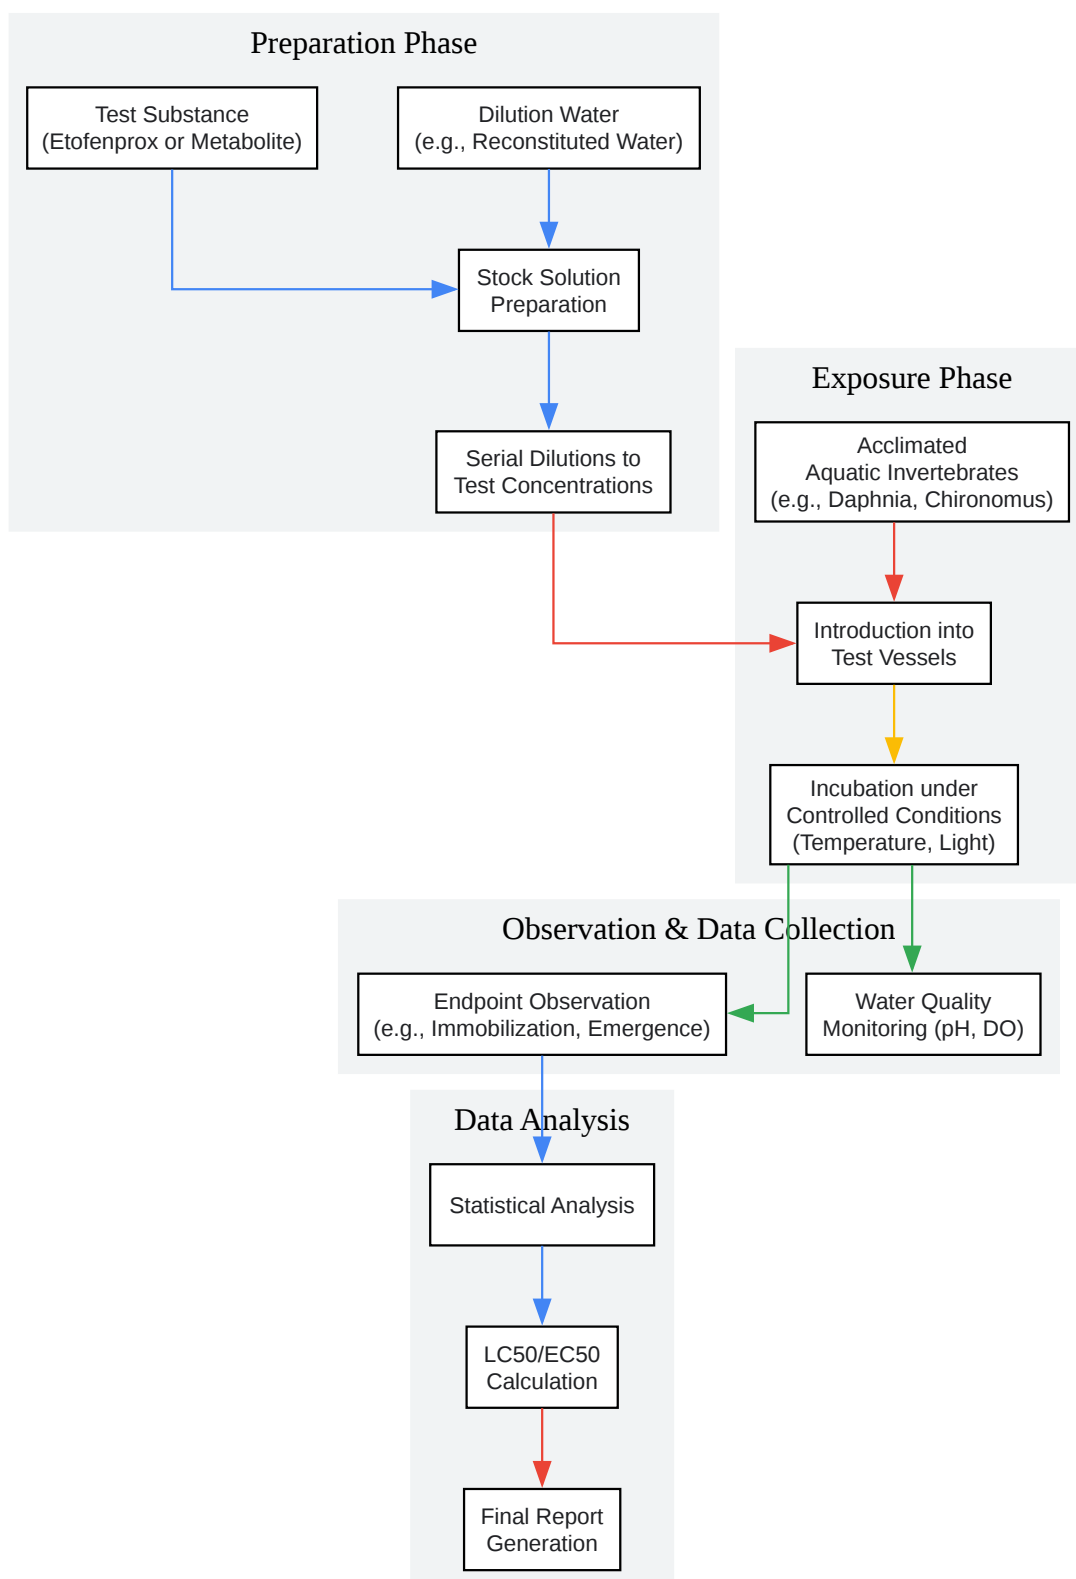 Preparation Phase
Test Substance
(Etofenprox or Metabolite)
Dilution Water
(e.g., Reconstituted Water)
Stock Solution
Preparation
Serial Dilutions to
Test Concentrations
Exposure Phase
Acclimated
Aquatic Invertebrates
(e.g., Daphnia, Chironomus)
Introduction into
Test Vessels
Incubation under
Controlled Conditions
(Temperature, Light)
Observation & Data Collection
Endpoint Observation
(e.g., Immobilization, Emergence)
Water Quality
Monitoring (pH, DO)
Data Analysis
Statistical Analysis
LC50/EC50
Calculation
Final Report
Generation